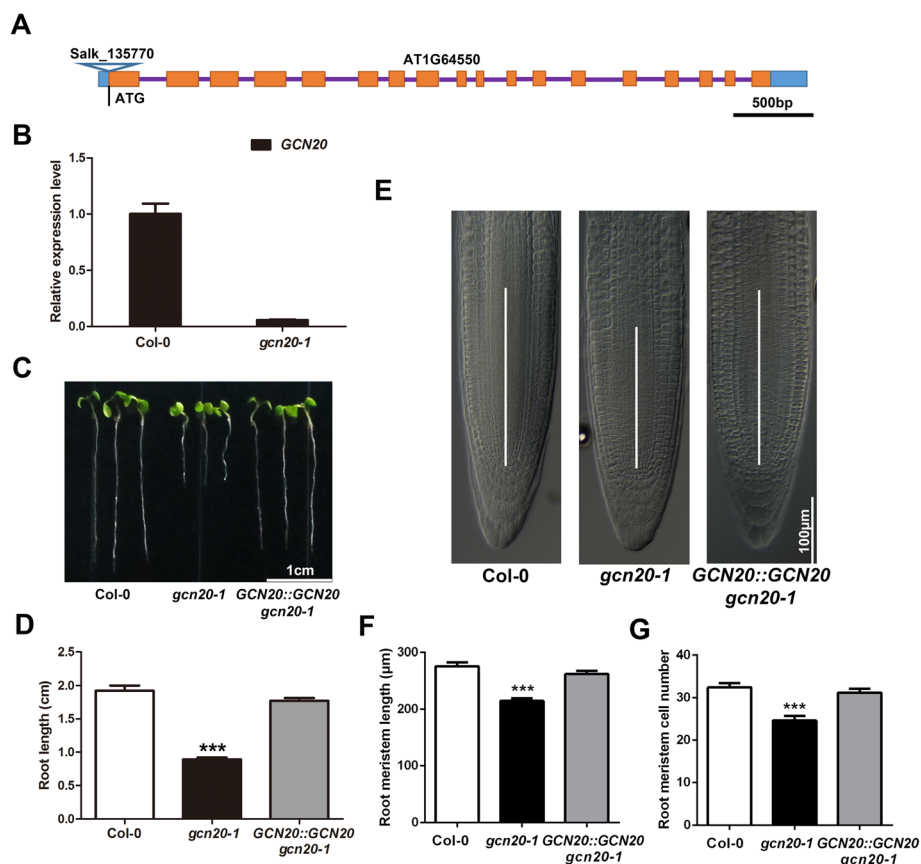 A
Salk_135770
AT1G64550
ATG
500bp
B
GCN20
Relative expression level
1.5
1.0
0.5
0.0
Col-0
gcn20-1
C
1cm
Col-0
gcn20-1
GCN20::GCN20
gcn20-1
D
Root length (cm)
2.5
2.0
1.5
1.0
0.5
0.0
***
Col-0
gcn20-1
GCN20::GCN20
gcn20-1
E
100μm
Col-0
gcn20-1
GCN20::GCN20
gcn20-1
F
Root meristem length (μm)
400
300
200
100
0
***
Col-0
gcn20-1
GCN20::GCN20
gcn20-1
G
Root meristem cell number
40
30
20
10
0
***
Col-0
gcn20-1
GCN20::GCN20
gcn20-1